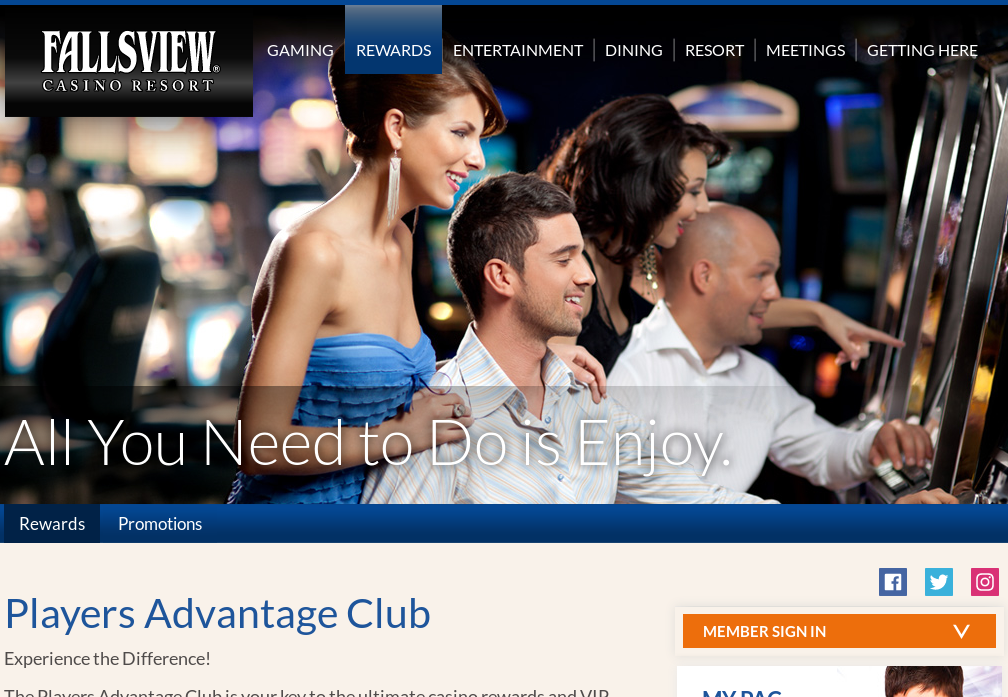 FALLSVIEW®
CASINO RESORT
GAMING
REWARDS
ENTERTAINMENT
DINING
RESORT
MEETINGS
GETTING HERE
All You Need to Do is Enjoy.
Rewards
Promotions
Players Advantage Club
Experience the Difference!
The Players Advantage Club is your key to the ultimate casino rewards and VIP
MEMBER SIGN IN
MY PAC